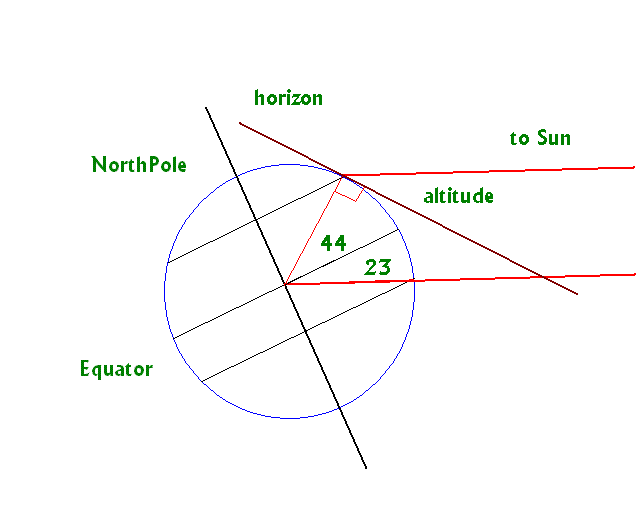 horizon
to Sun
NorthPole
altitude
44
23
Equator